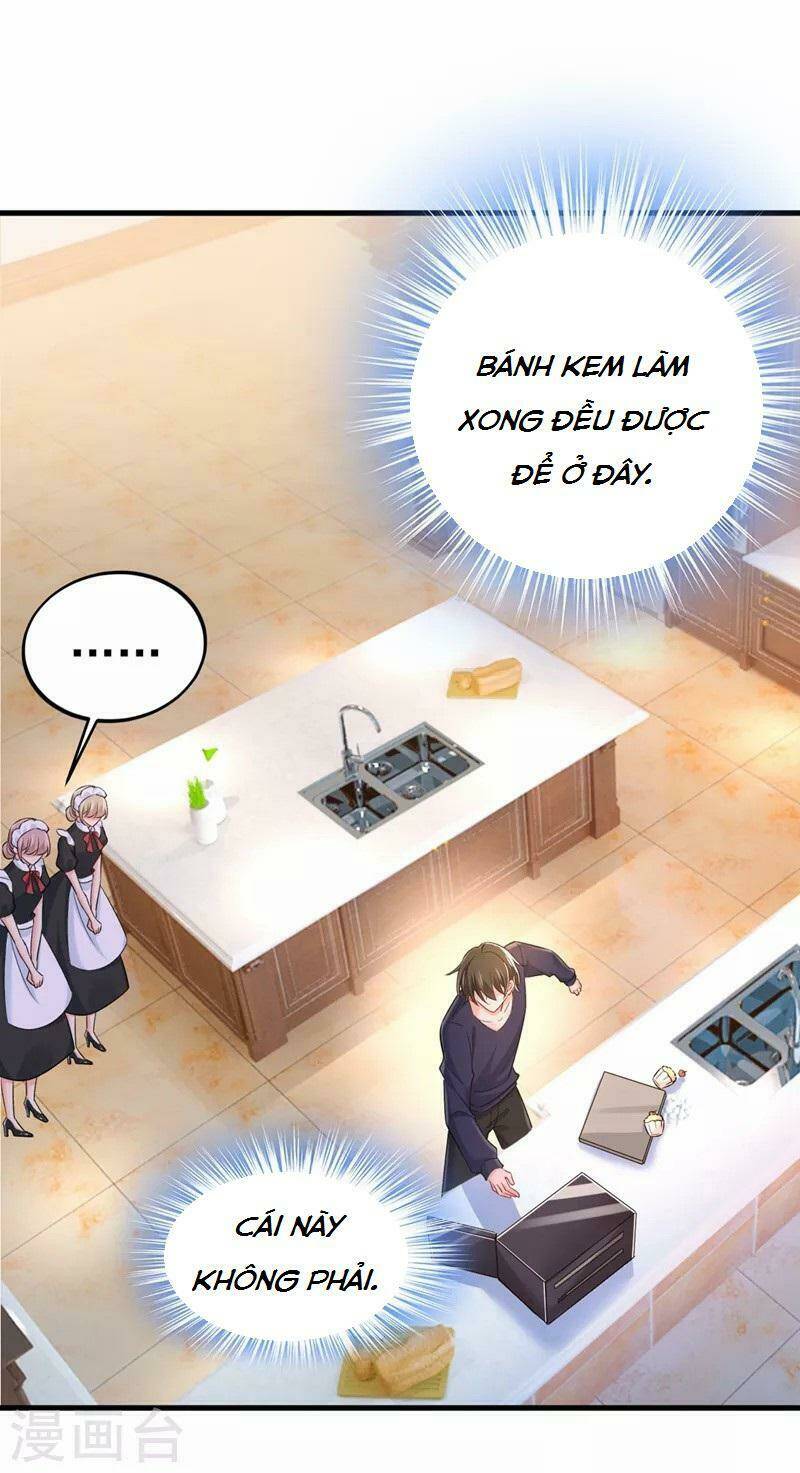 BÁNH KEM LÀM
XONG ĐỀU ĐƯỢC
ĐỂ Ở ĐÂY.
......
CÁI NÀY
KHÔNG PHẢI.
漫画台